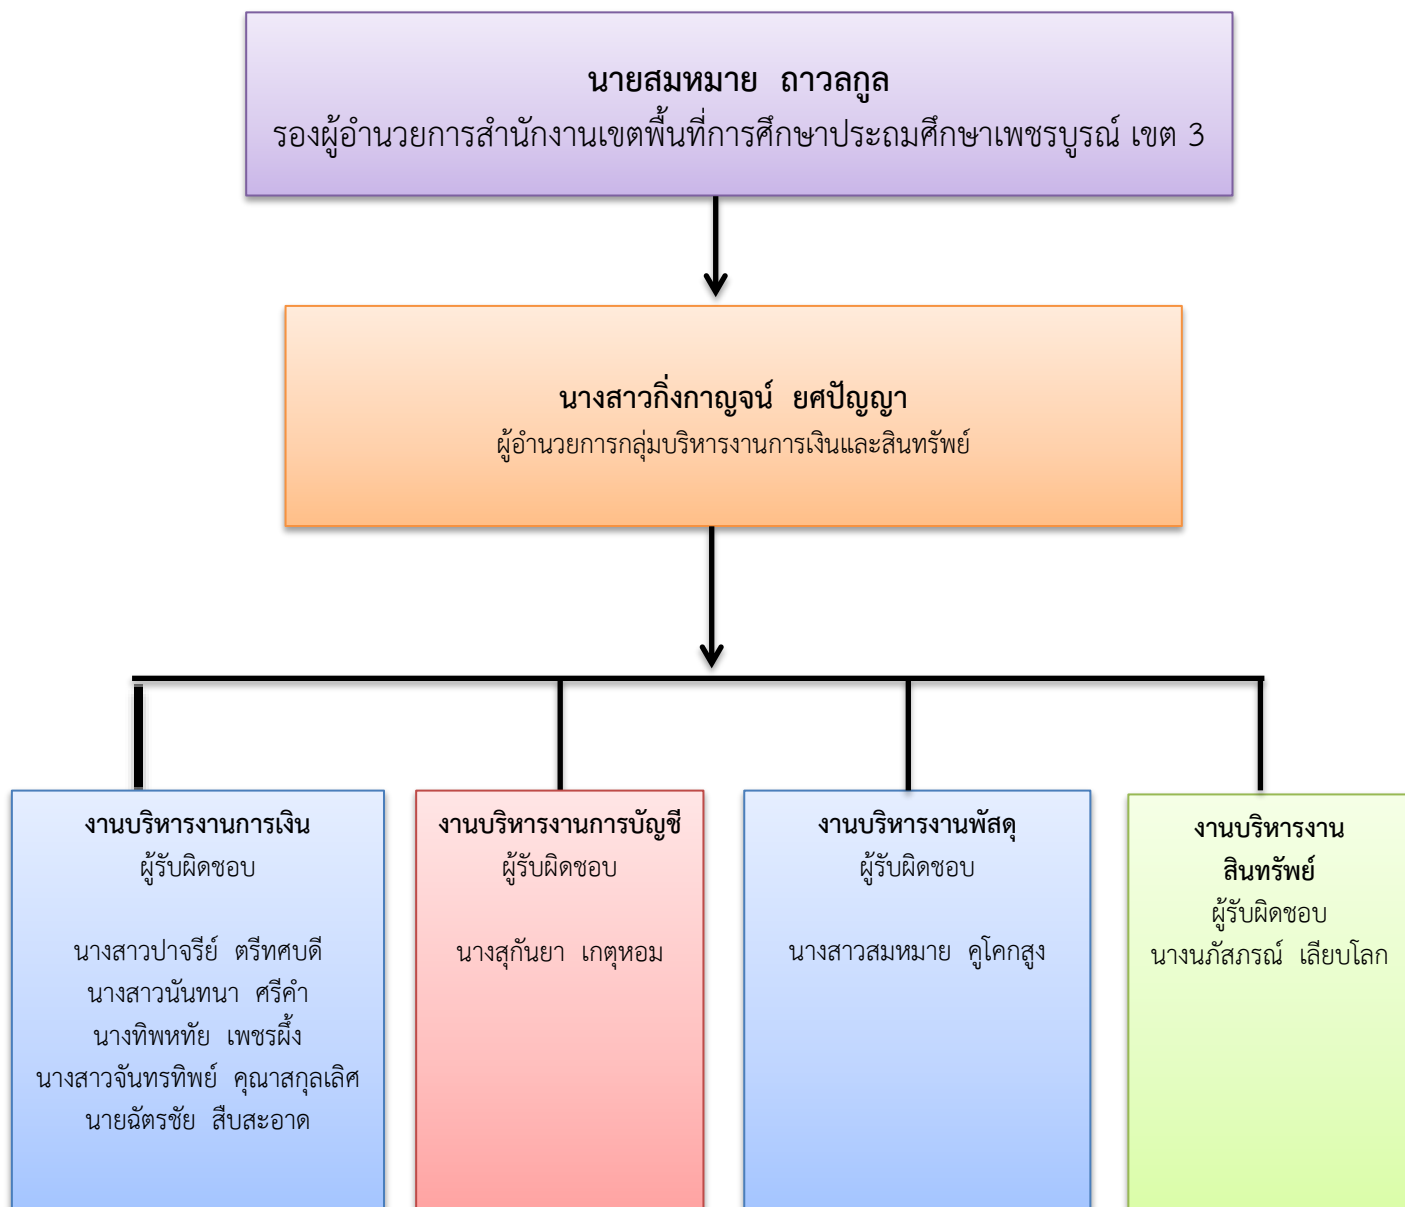 นายสมหมาย ถาวลกูล
รองผู้อำนวยการสำนักงานเขตพื้นที่การศึกษาประถมศึกษาเพชรบูรณ์ เขต 3
นางสาวกิ่งกาญจน์ ยศปัญญา
ผู้อำนวยการกลุ่มบริหารงานการเงินและสินทรัพย์
งานบริหารงานการเงิน
ผู้รับผิดชอบ
นางสาวปาจรีย์ ตรีทศบดี
นางสาวนันทนา ศรีคำ
นางทิพหทัย เพชรผึ้ง
นางสาวจันทรทิพย์ คุณาสกุลเลิศ
นายฉัตรชัย สืบสะอาด
งานบริหารงานการบัญชี
ผู้รับผิดชอบ
นางสุกันยา เกตุหอม
งานบริหารงานพัสดุ
ผู้รับผิดชอบ
นางสาวสมหมาย คูโคกสูง
งานบริหารงาน
สินทรัพย์
ผู้รับผิดชอบ
นางนภัสภรณ์ เลียบโลก